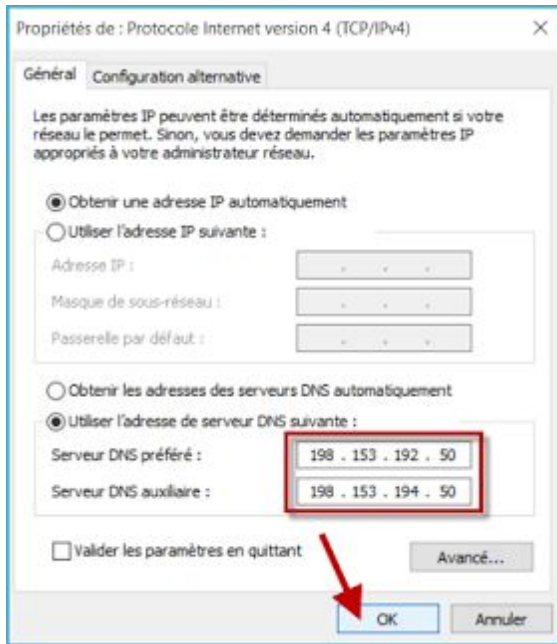 Propriétés de : Protocole Internet version 4 (TCP/IPv4)
Général
Configuration alternative
Les paramètres IP peuvent être déterminés automatiquement si votre
réseau le permet. Sinon, vous devez demander les paramètres IP
appropriés à votre administrateur réseau.
Obtenir une adresse IP automatiquement
Utiliser l'adresse IP suivante :
Adresse IP :
Masque de sous-réseau :
Passerelle par défaut :
Obtenir les adresses des serveurs DNS automatiquement
Utiliser l'adresse de serveur DNS suivante :
Serveur DNS préféré : 198 . 153 . 192 . 50
Serveur DNS auxiliaire : 198 . 153 . 194 . 50
Valider les paramètres en quittant
Avancé...
OK
Annuler